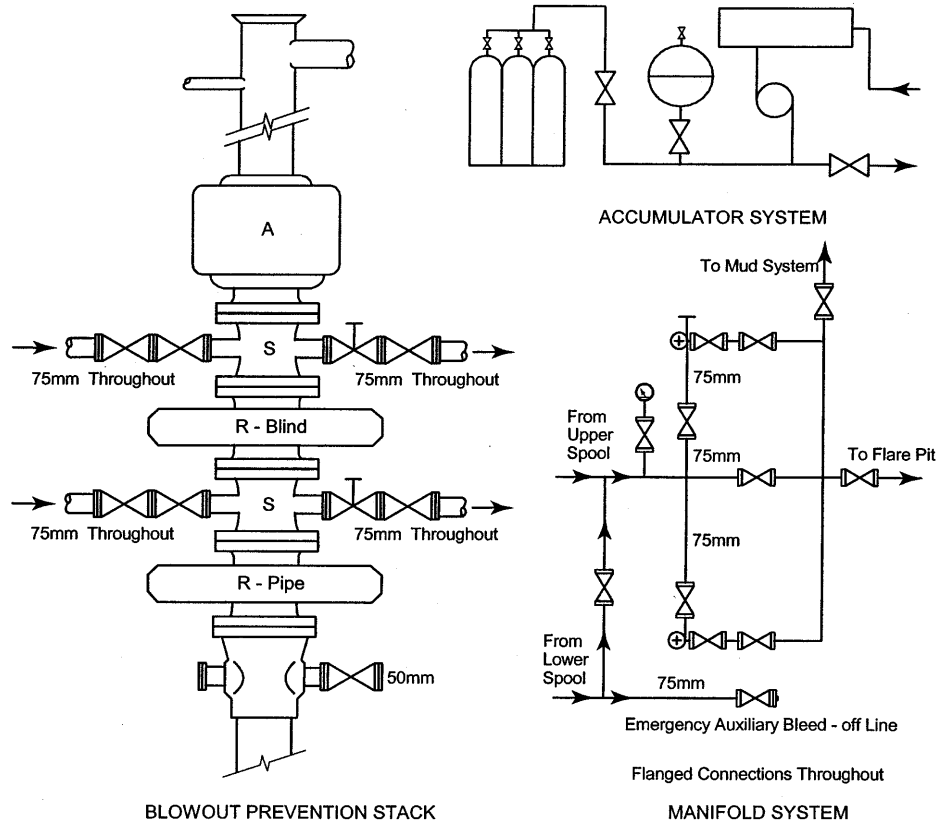 A
S
75mm Throughout
75mm Throughout
R - Blind
S
75mm Throughout
75mm Throughout
R - Pipe
50mm
BLOWOUT PREVENTION STACK
ACCUMULATOR SYSTEM
To Mud System
75mm
From
Upper
Spool
75mm
To Flare Pit
75mm
From
Lower
Spool
75mm
Emergency Auxiliary Bleed - off Line
Flanged Connections Throughout
MANIFOLD SYSTEM